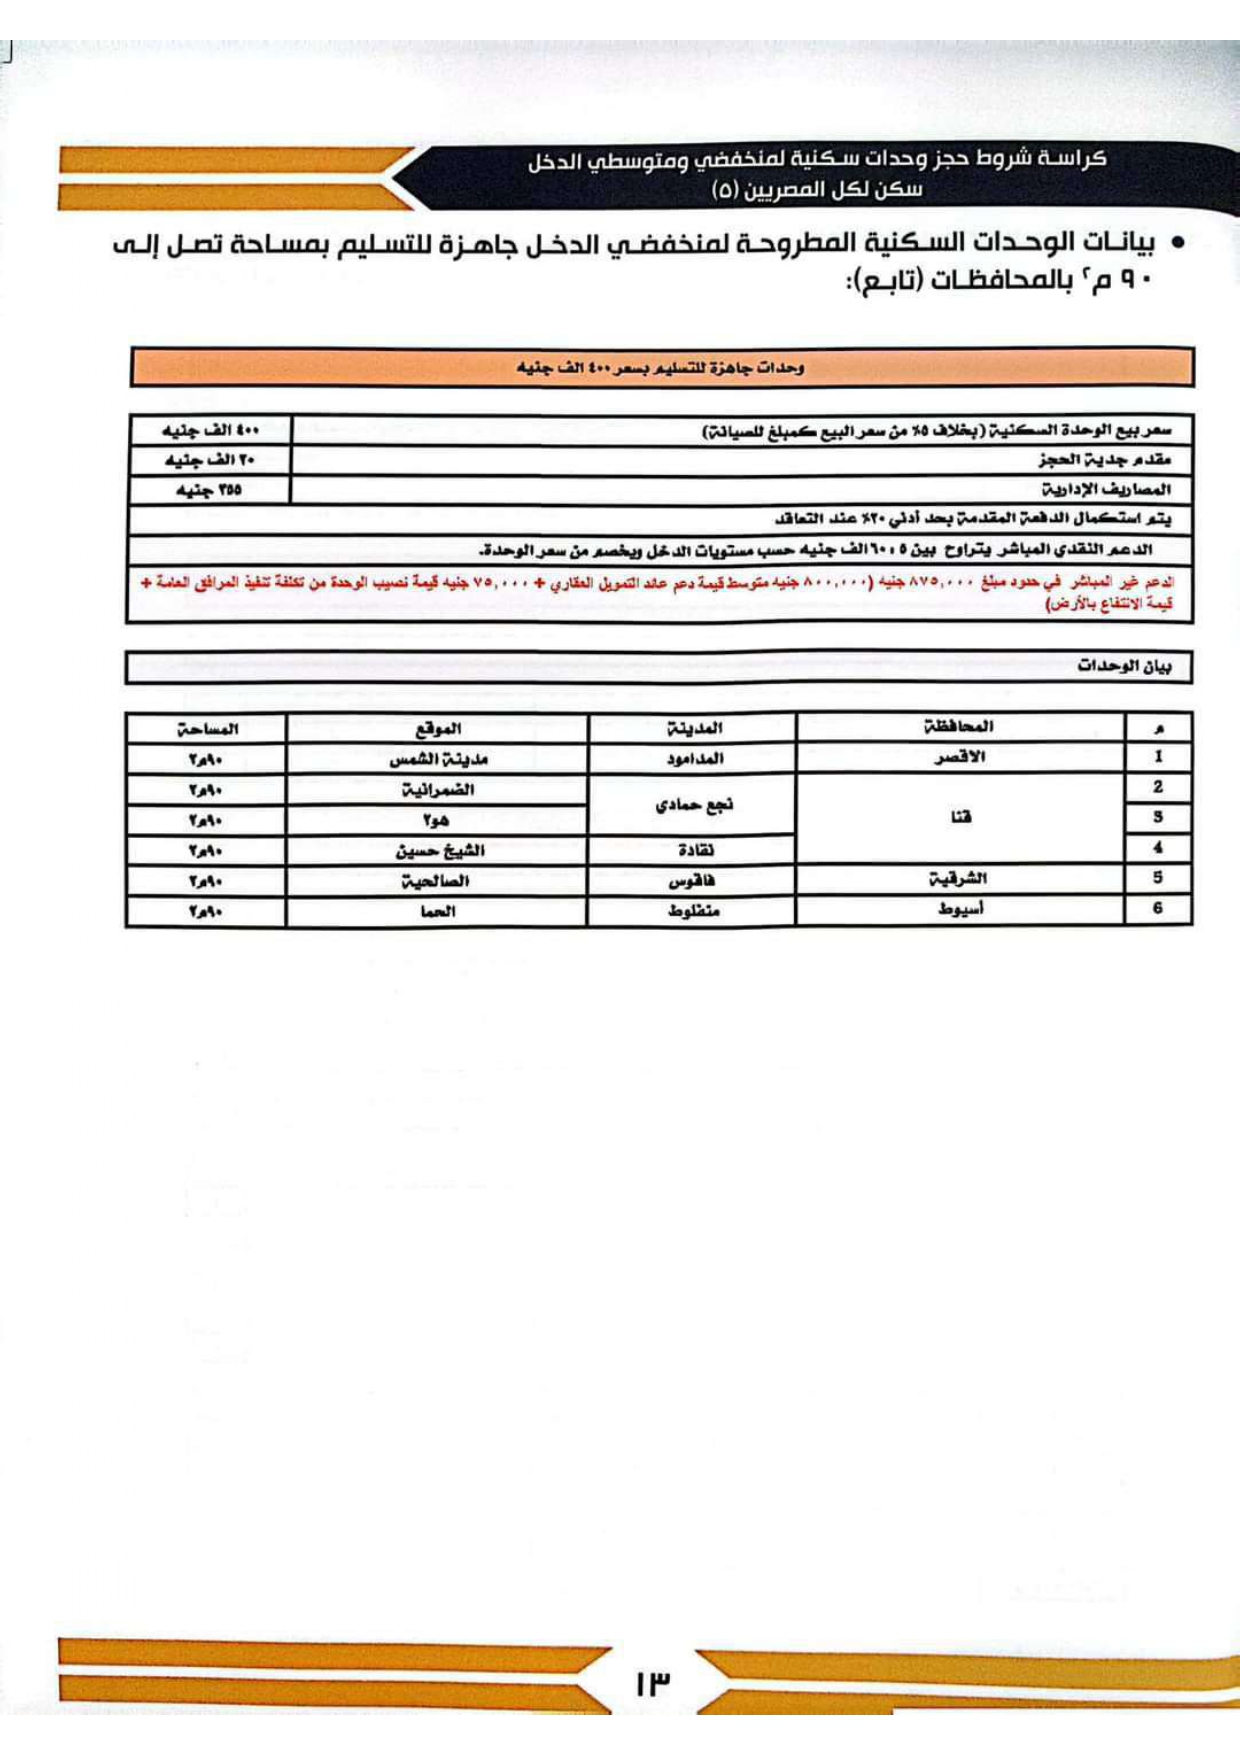 كراسة شروط حجز وحدات سكنية لمنخفضي ومتوسطي الدخل
سكن لكل المصريين (٥)
• بيانات الوحدات السكنية المطروحة لمنخفضي الدخل جاهزة للتسليم بمساحة تصل إلى
٩٠ م٢ بالمحافظات (تابع):
وحدات جاهزة للتسليم بسعر ٤٠٠ الف جنيه
سعر بيع الوحدة السكنية (بخلاف ٥٪ من سعر البيع كمبلغ للصيانة) ٤٠٠ الف جنيه
مقدم جدية الحجز ٢٠ الف جنيه
المصاريف الإدارية ٣٥٥ جنيه
يتم استكمال الدفعة المقدمة بحد أدني ٢٠٪ عند التعاقد
الدعم النقدي المباشر يتراوح بين ٥ ، ٦٠ الف جنيه حسب مستويات الدخل ويخصم من سعر الوحدة.
الدعم غير المباشر في حدود مبلغ ٨٧٥,٠٠٠ جنيه (٨٠٠,٠٠٠ جنيه متوسط قيمة دعم عائد التمويل العقاري + ٧٥,٠٠٠ جنيه قيمة نصيب الوحدة من تكلفة تنفيذ المرافق العامة +
قيمة الانتفاع بالأرض)
بيان الوحدات
م المحافظة المدينة الموقع المساحة
1 الاقصر المدامود مدينة الشمس ٩٠م٢
2 قنا نجع حمادي الضمرانية ٩٠م٢
3 هو٢ ٩٠م٢
4 نقادة الشيخ حسين ٩٠م٢
5 الشرقية فاقوس الصالحية ٩٠م٢
6 أسيوط منفلوط الحما ٩٠م٢
١٣